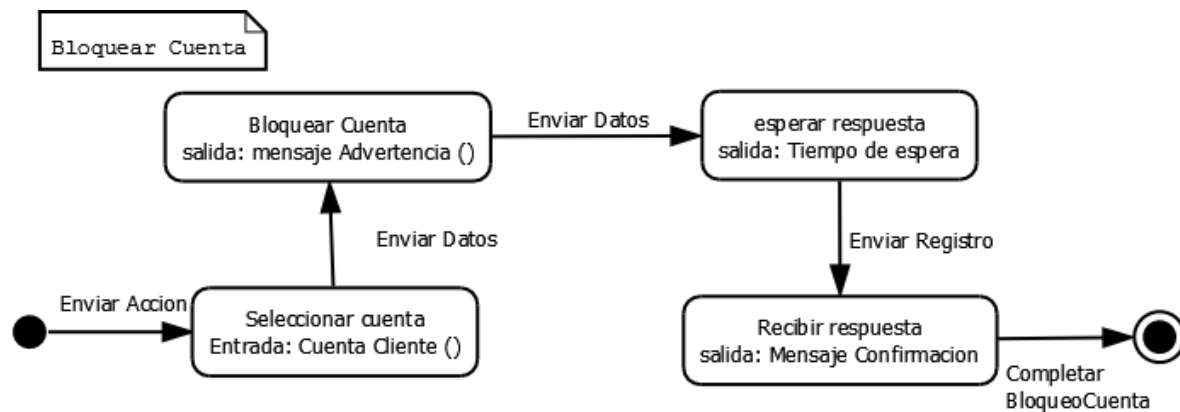 Bloquear Cuenta
Bloquear Cuenta
salida: mensaje Advertencia ()
Enviar Datos
esperar respuesta
salida: Tiempo de espera
Enviar Datos
Enviar Registro
Enviar Accion
Seleccionar cuenta
Entrada: Cuenta Cliente ()
Recibir respuesta
salida: Mensaje Confirmacion
Completar
BloqueoCuenta